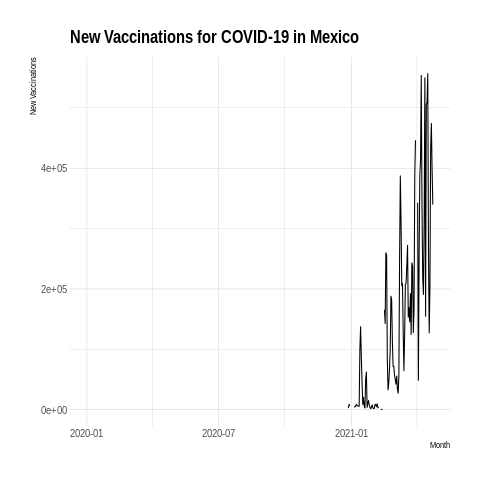 New Vaccinations for COVID-19 in Mexico
New Vaccinations
4e+05
2e+05
0e+00
2020-01
2020-07
2021-01
Month